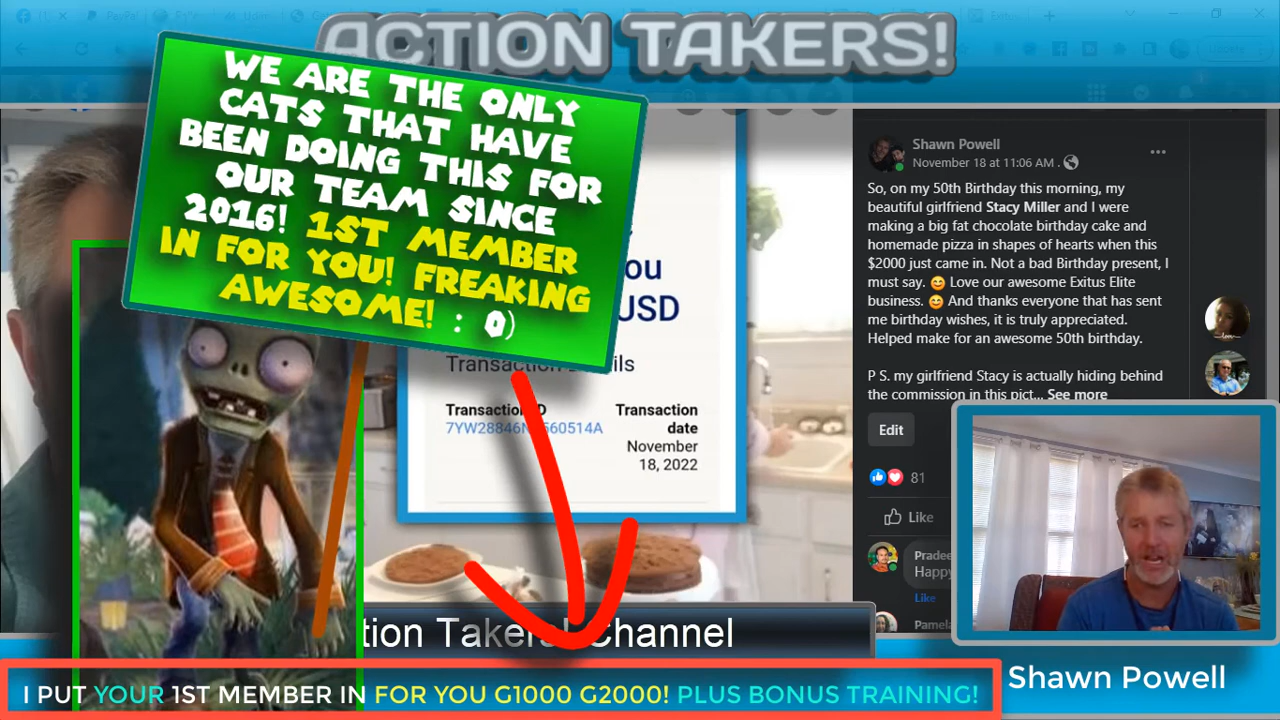 PayPal
ACTION TAKERS!
WE ARE THE ONLY
CATS THAT HAVE
BEEN DOING THIS FOR
OUR TEAM SINCE
2016! 1ST MEMBER
IN FOR YOU! FREAKING
AWESOME! : 0)
ou
USD
Transaction
Transaction ID
Transaction
date
November
18, 2022
Shawn Powell
November 18 at 11:06 AM ·
So, on my 50th Birthday this morning, my
beautiful girlfriend Stacy Miller and I were
making a big fat chocolate birthday cake and
homemade pizza in shapes of hearts when this
$2000 just came in. Not a bad Birthday present, I
must say. 😊 Love our awesome Exitus Elite
business. 😊 And thanks everyone that has sent
me birthday wishes, it is truly appreciated.
Helped make for an awesome 50th birthday.
P S. my girlfriend Stacy is actually hiding behind
the commission in this pict... See more
Edit
81
Like
Pradee
Happy
Like
Pamela
tion Takers! Channel
Shawn Powell
I PUT YOUR 1ST MEMBER IN FOR YOU G1000 G2000! PLUS BONUS TRAINING!